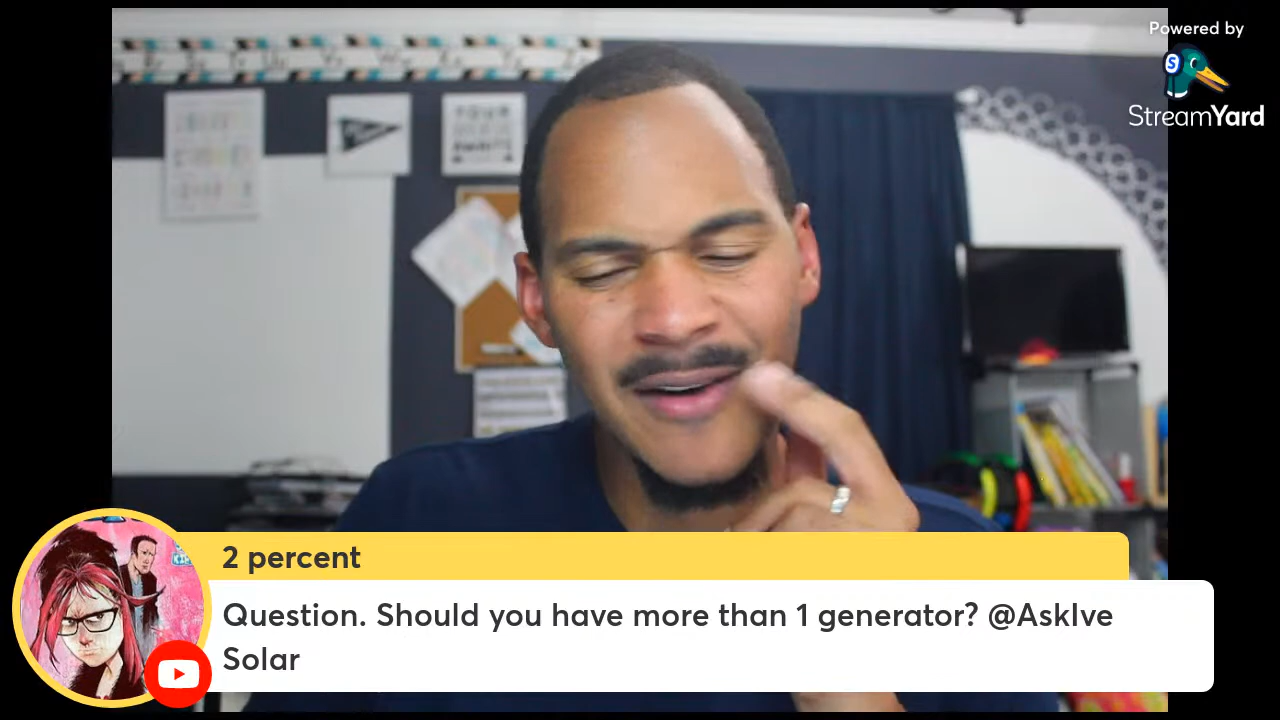 Powered by
StreamYard
2 percent
Question. Should you have more than 1 generator? @AskIve
Solar